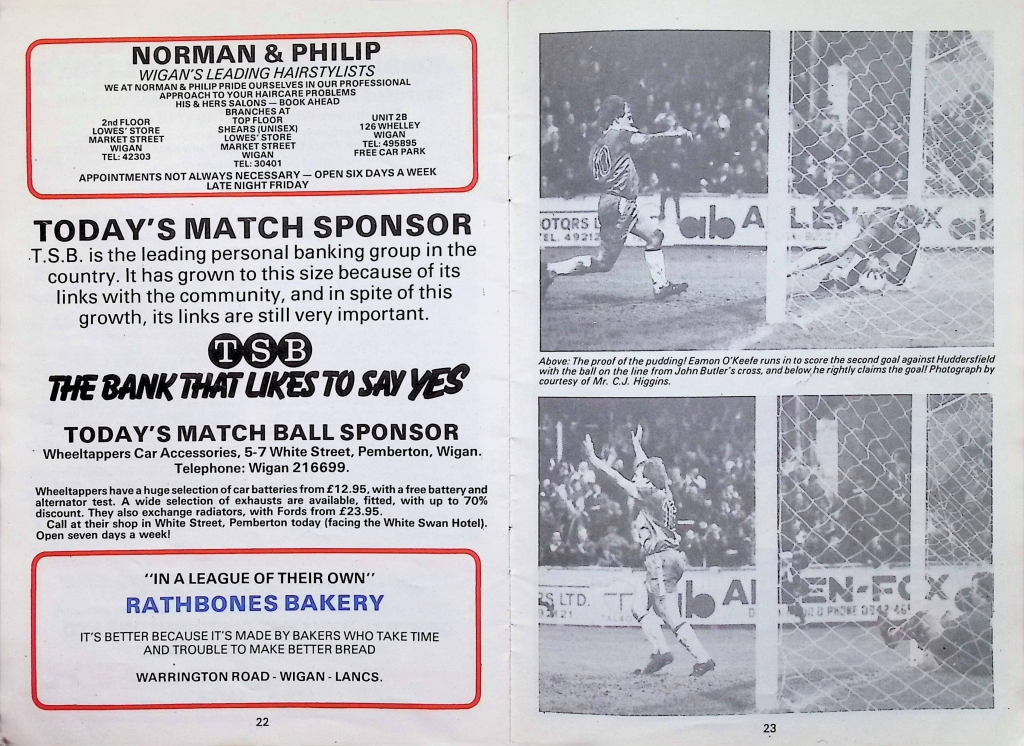 NORMAN & PHILIP
WIGAN'S LEADING HAIRSTYLISTS
WE AT NORMAN & PHILIP PRIDE OURSELVES IN OUR PROFESSIONAL
APPROACH TO YOUR HAIRCARE PROBLEMS
HIS & HERS SALONS — BOOK AHEAD
BRANCHES AT
2nd FLOOR
LOWES' STORE
MARKET STREET
WIGAN
TEL: 42303
TOP FLOOR
SHEARS (UNISEX)
LOWES' STORE
MARKET STREET
WIGAN
TEL: 30401
UNIT 2B
126 WHELLEY
WIGAN
TEL: 495895
FREE CAR PARK
APPOINTMENTS NOT ALWAYS NECESSARY — OPEN SIX DAYS A WEEK
LATE NIGHT FRIDAY
TODAY'S MATCH SPONSOR
T.S.B. is the leading personal banking group in the
country. It has grown to this size because of its
links with the community, and in spite of this
growth, its links are still very important.
TSB
THE BANK THAT LIKES TO SAY YES
TODAY'S MATCH BALL SPONSOR
Wheeltappers Car Accessories, 5-7 White Street, Pemberton, Wigan.
Telephone: Wigan 216699.
Wheeltappers have a huge selection of car batteries from £12.95, with a free battery and
alternator test. A wide selection of exhausts are available, fitted, with up to 70%
discount. They also exchange radiators, with Fords from £23.95.
Call at their shop in White Street, Pemberton today (facing the White Swan Hotel).
Open seven days a week!
"IN A LEAGUE OF THEIR OWN"
RATHBONES BAKERY
IT'S BETTER BECAUSE IT'S MADE BY BAKERS WHO TAKE TIME
AND TROUBLE TO MAKE BETTER BREAD
WARRINGTON ROAD - WIGAN - LANCS.
22
10
OTORS L
TEL. 4921
ab
ab
Above: The proof of the pudding! Eamon O'Keefe runs in to score the second goal against Huddersfield
with the ball on the line from John Butler's cross, and below he rightly claims the goal! Photograph by
courtesy of Mr. C.J. Higgins.
RS LTD.
ab
EN-FOX
PHONE 0942
23